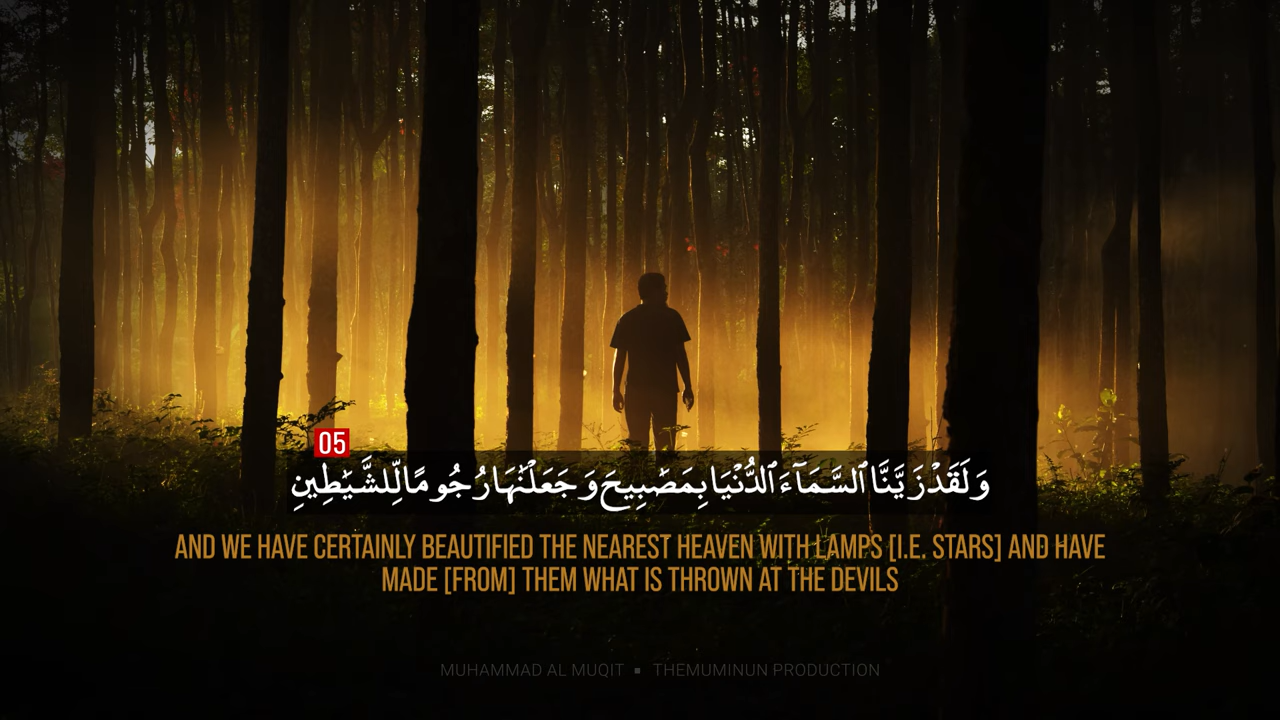 05
وَلَقَدْ زَيَّنَّا ٱلسَّمَآءَ ٱلدُّنْيَا بِمَصَٰبِيحَ وَجَعَلْنَٰهَا رُجُومًا لِّلشَّيَٰطِينِ
AND WE HAVE CERTAINLY BEAUTIFIED THE NEAREST HEAVEN WITH LAMPS [I.E. STARS] AND HAVE
MADE [FROM] THEM WHAT IS THROWN AT THE DEVILS
MUHAMMAD AL MUQIT ▪ THEMUMINUN PRODUCTION